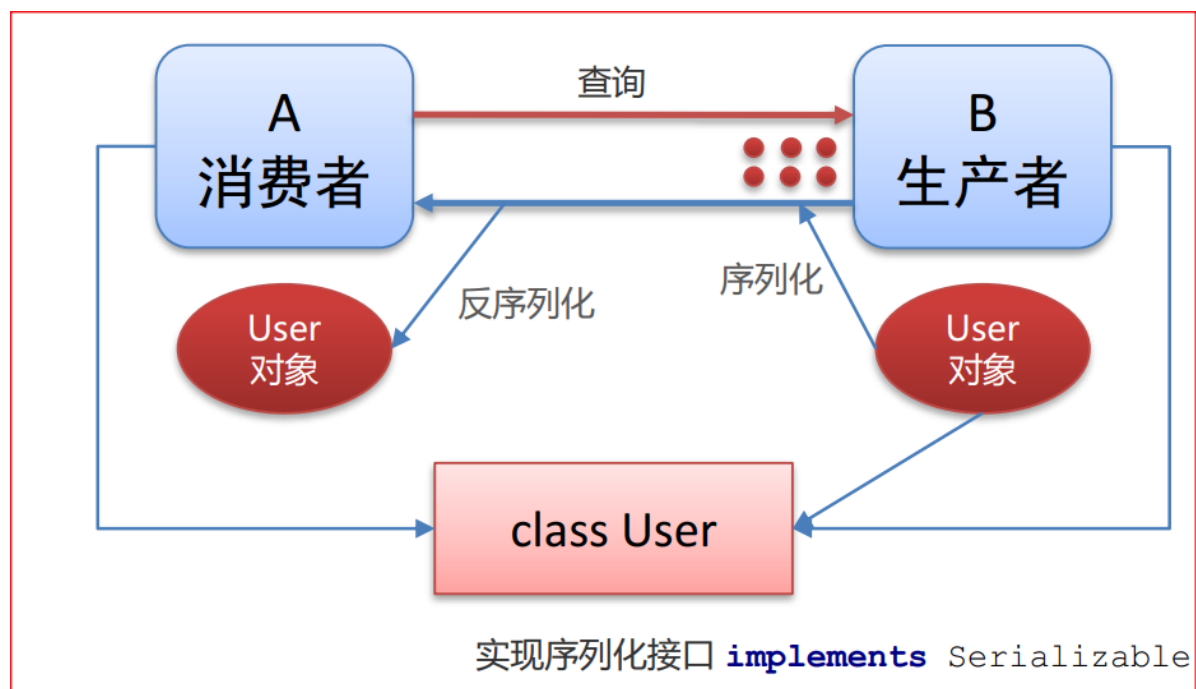 A
消费者
查询
B
生产者
反序列化
序列化
User
对象
User
对象
class User
实现序列化接口 implements Serializable